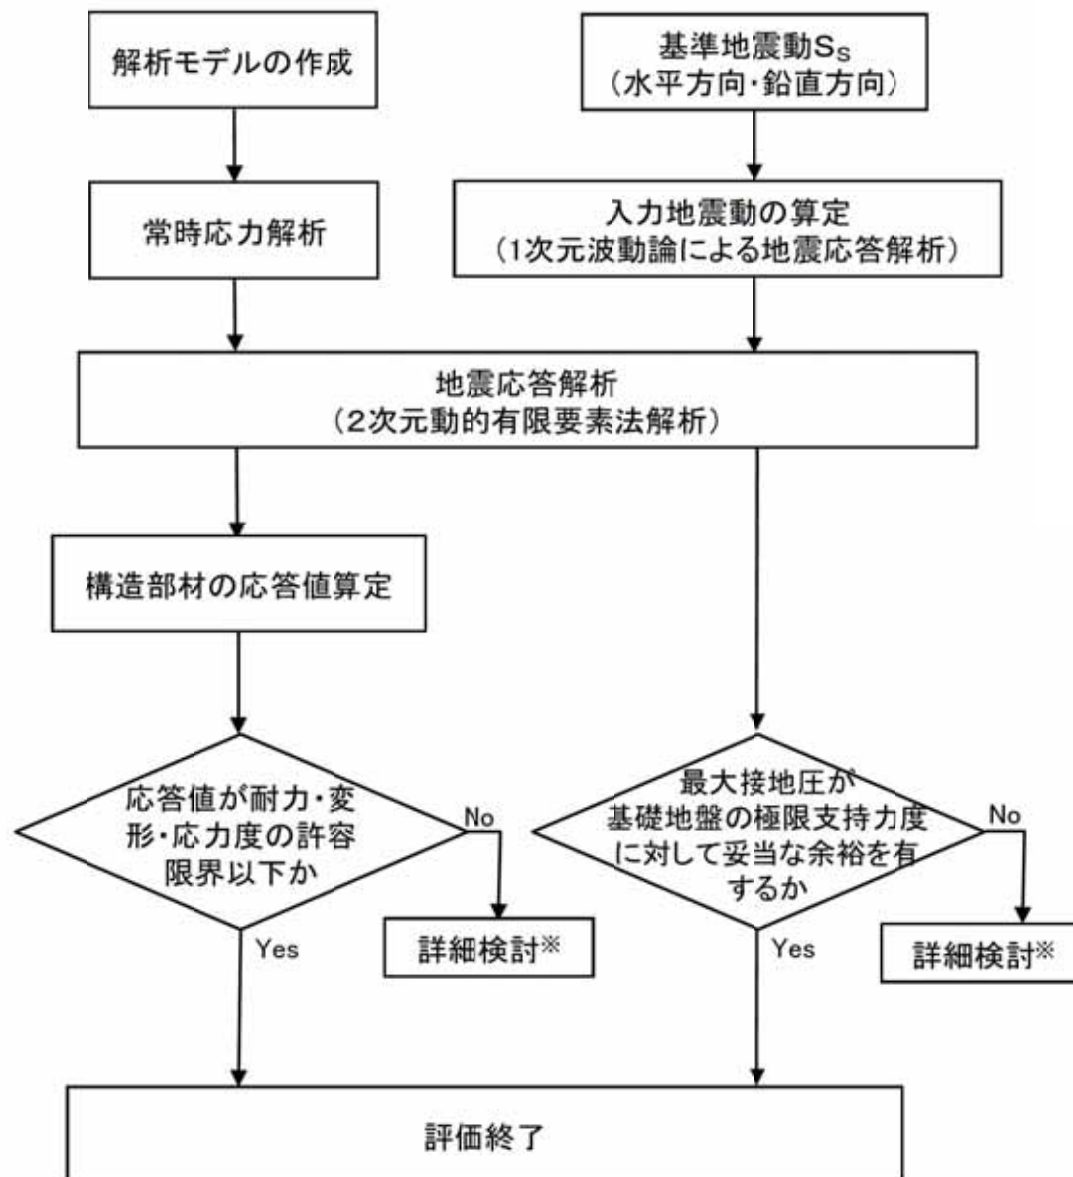 解析モデルの作成
基準地震動Ss
(水平方向・鉛直方向)
常時応力解析
入力地震動の算定
(1次元波動論による地震応答解析)
地震応答解析
(2次元動的有限要素法解析)
構造部材の応答値算定
応答値が耐力・変
形・応力度の許容
限界以下か
No
Yes
詳細検討※
最大接地圧が
基礎地盤の極限支持力度
に対して妥当な余裕を有
するか
No
Yes
詳細検討※
評価終了